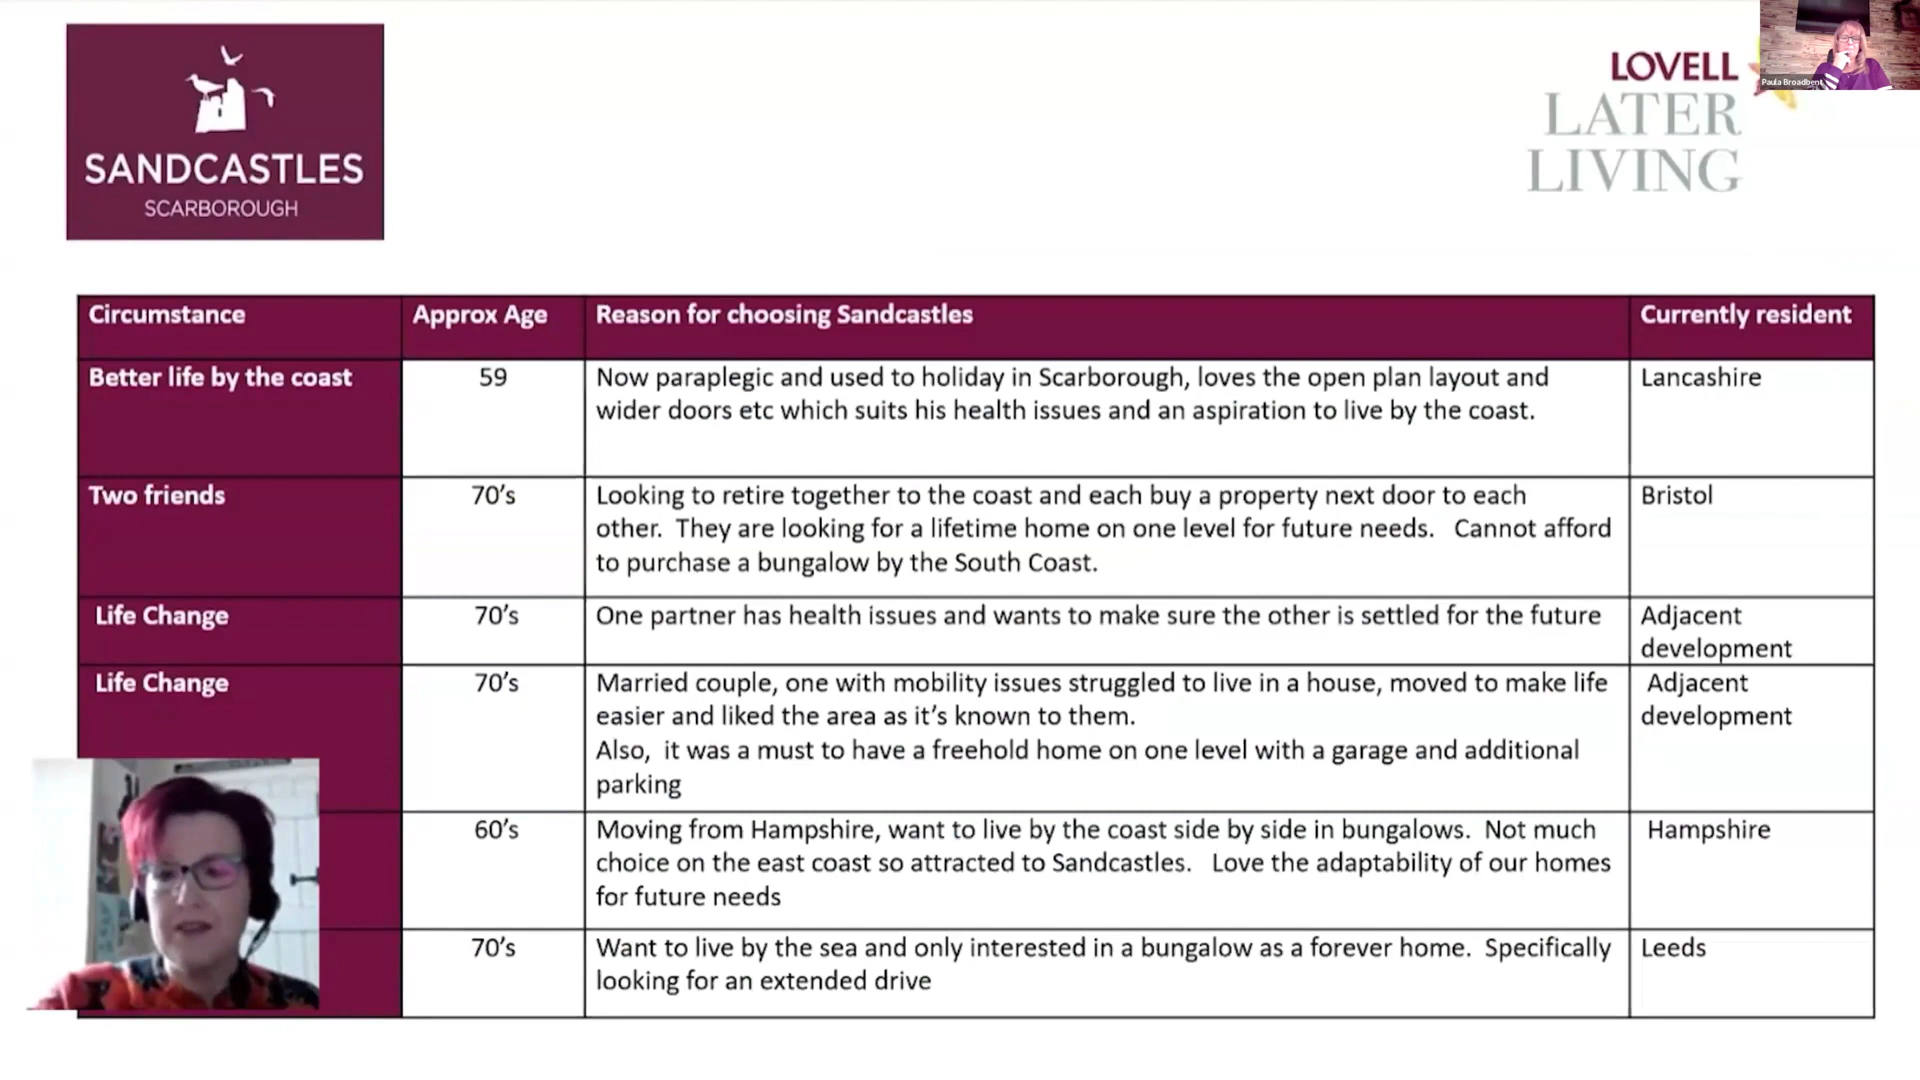 SANDCASTLES
SCARBOROUGH
LOVELL
LATER
LIVING
Paula Broadbent
Circumstance
Approx Age
Reason for choosing Sandcastles
Currently resident
Better life by the coast
59
Now paraplegic and used to holiday in Scarborough, loves the open plan layout and
wider doors etc which suits his health issues and an aspiration to live by the coast.
Lancashire
Two friends
70’s
Looking to retire together to the coast and each buy a property next door to each
other.  They are looking for a lifetime home on one level for future needs.   Cannot afford
to purchase a bungalow by the South Coast.
Bristol
Life Change
70’s
One partner has health issues and wants to make sure the other is settled for the future
Adjacent
development
Life Change
70’s
Married couple, one with mobility issues struggled to live in a house, moved to make life
easier and liked the area as it’s known to them.
Also,  it was a must to have a freehold home on one level with a garage and additional
parking
Adjacent
development
60’s
Moving from Hampshire, want to live by the coast side by side in bungalows.  Not much
choice on the east coast so attracted to Sandcastles.   Love the adaptability of our homes
for future needs
Hampshire
70’s
Want to live by the sea and only interested in a bungalow as a forever home.  Specifically
looking for an extended drive
Leeds